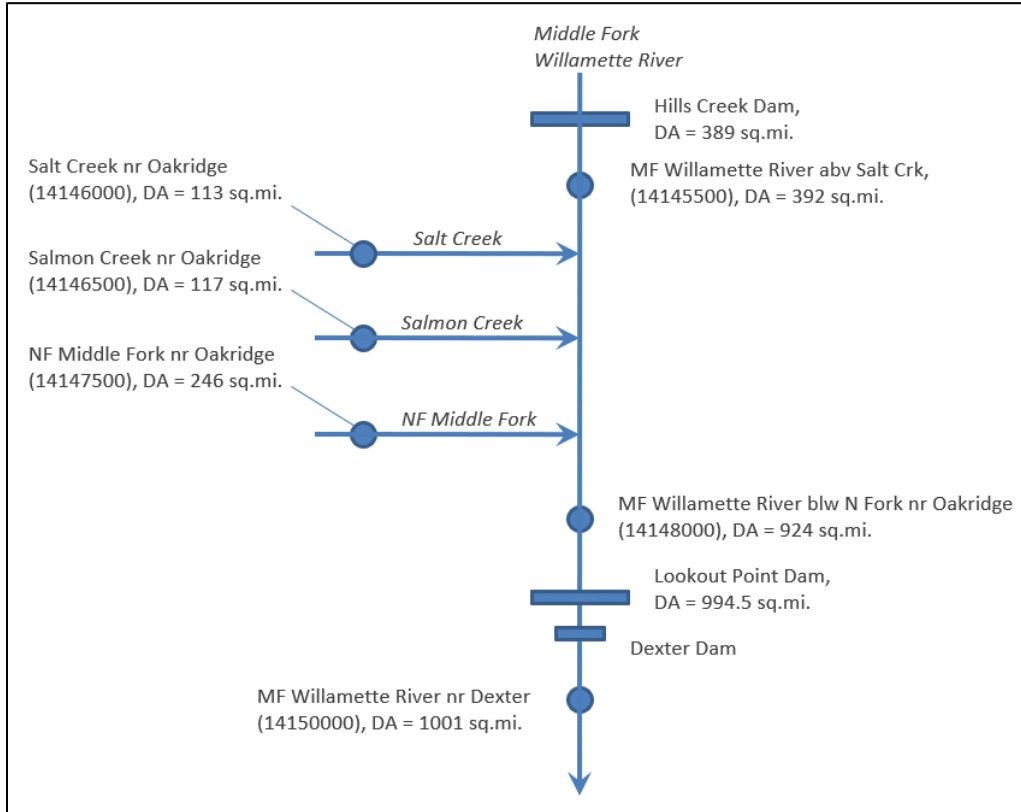 Middle Fork
Willamette River
Hills Creek Dam,
DA = 389 sq.mi.
Salt Creek nr Oakridge
(14146000), DA = 113 sq.mi.
MF Willamette River abv Salt Crk,
(14145500), DA = 392 sq.mi.
Salt Creek
Salmon Creek nr Oakridge
(14146500), DA = 117 sq.mi.
Salmon Creek
NF Middle Fork nr Oakridge
(14147500), DA = 246 sq.mi.
NF Middle Fork
MF Willamette River blw N Fork nr Oakridge
(14148000), DA = 924 sq.mi.
Lookout Point Dam,
DA = 994.5 sq.mi.
Dexter Dam
MF Willamette River nr Dexter
(14150000), DA = 1001 sq.mi.